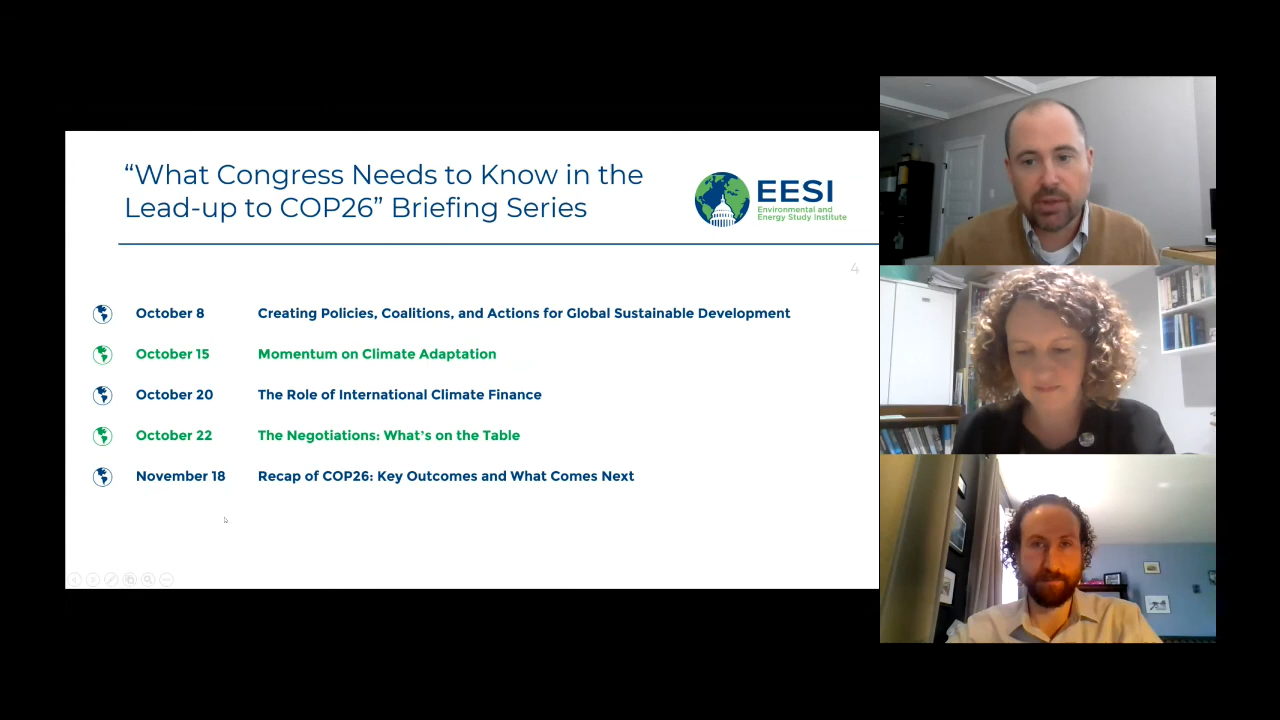 “What Congress Needs to Know in the
Lead-up to COP26” Briefing Series
EESI
Environmental and
Energy Study Institute
4
October 8 Creating Policies, Coalitions, and Actions for Global Sustainable Development
October 15 Momentum on Climate Adaptation
October 20 The Role of International Climate Finance
October 22 The Negotiations: What’s on the Table
November 18 Recap of COP26: Key Outcomes and What Comes Next